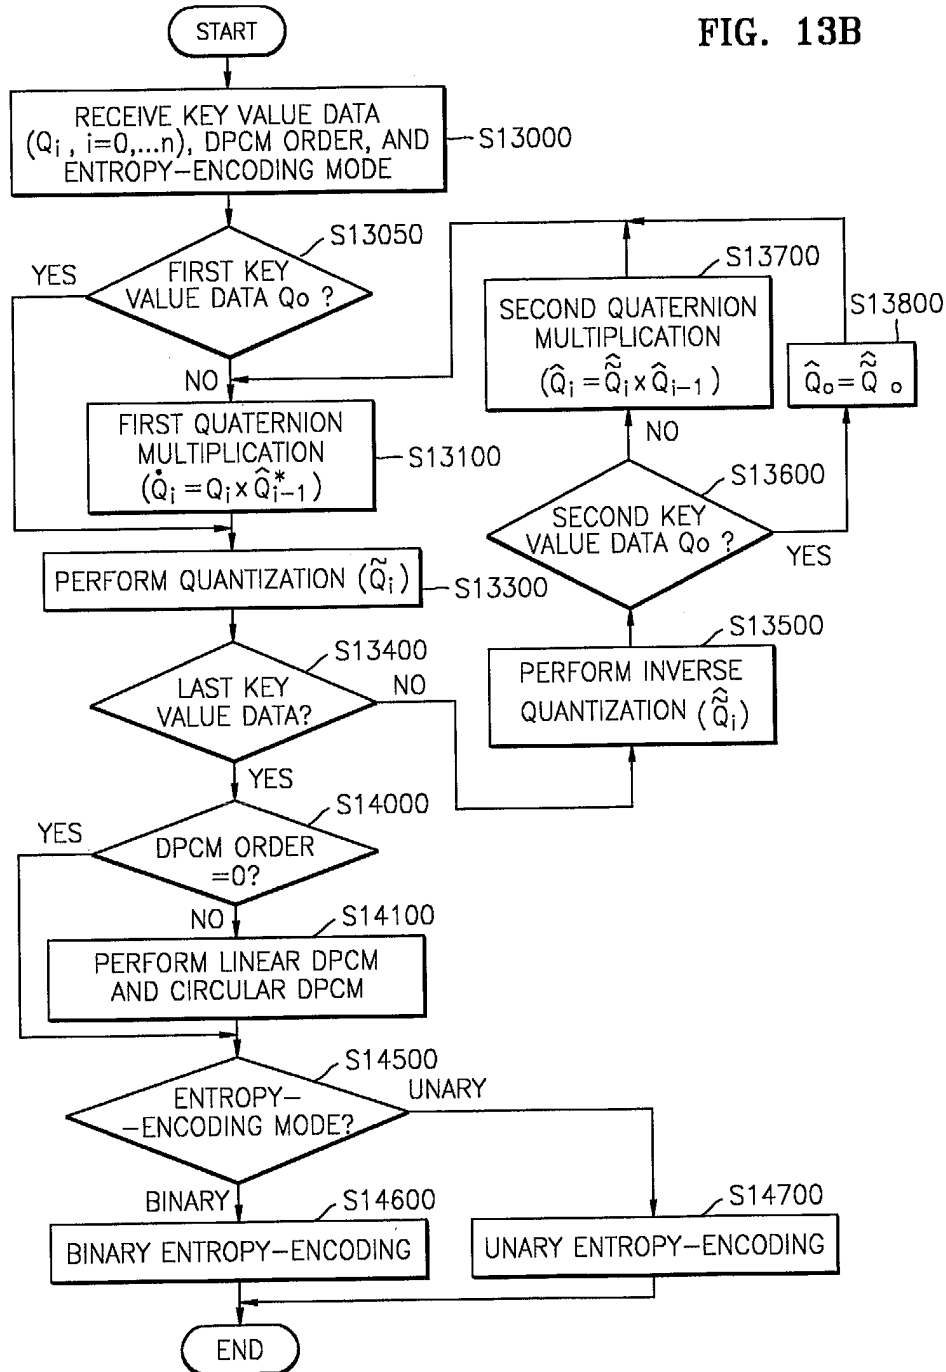 FIG. 13B
START
RECEIVE KEY VALUE DATA
(Qi , i=0,...n), DPCM ORDER, AND
ENTROPY-ENCODING MODE
S13000
S13050
YES
FIRST KEY
VALUE DATA Qo ?
NO
FIRST QUATERNION
MULTIPLICATION
(Q̇i = Qi x Q̂*i-1)
S13100
PERFORM QUANTIZATION (Q̃i)
S13300
S13400
LAST KEY
VALUE DATA?
NO
YES
S13500
PERFORM INVERSE
QUANTIZATION (Q̃̂i)
S13600
SECOND KEY
VALUE DATA Qo ?
NO
YES
S13700
SECOND QUATERNION
MULTIPLICATION
(Q̂i = Q̃̂i x Q̂i-1)
S13800
Q̂o = Q̃̂o
S14000
YES
DPCM ORDER
=0?
NO
S14100
PERFORM LINEAR DPCM
AND CIRCULAR DPCM
S14500
ENTROPY-
-ENCODING MODE?
UNARY
BINARY
S14600
BINARY ENTROPY-ENCODING
S14700
UNARY ENTROPY-ENCODING
END